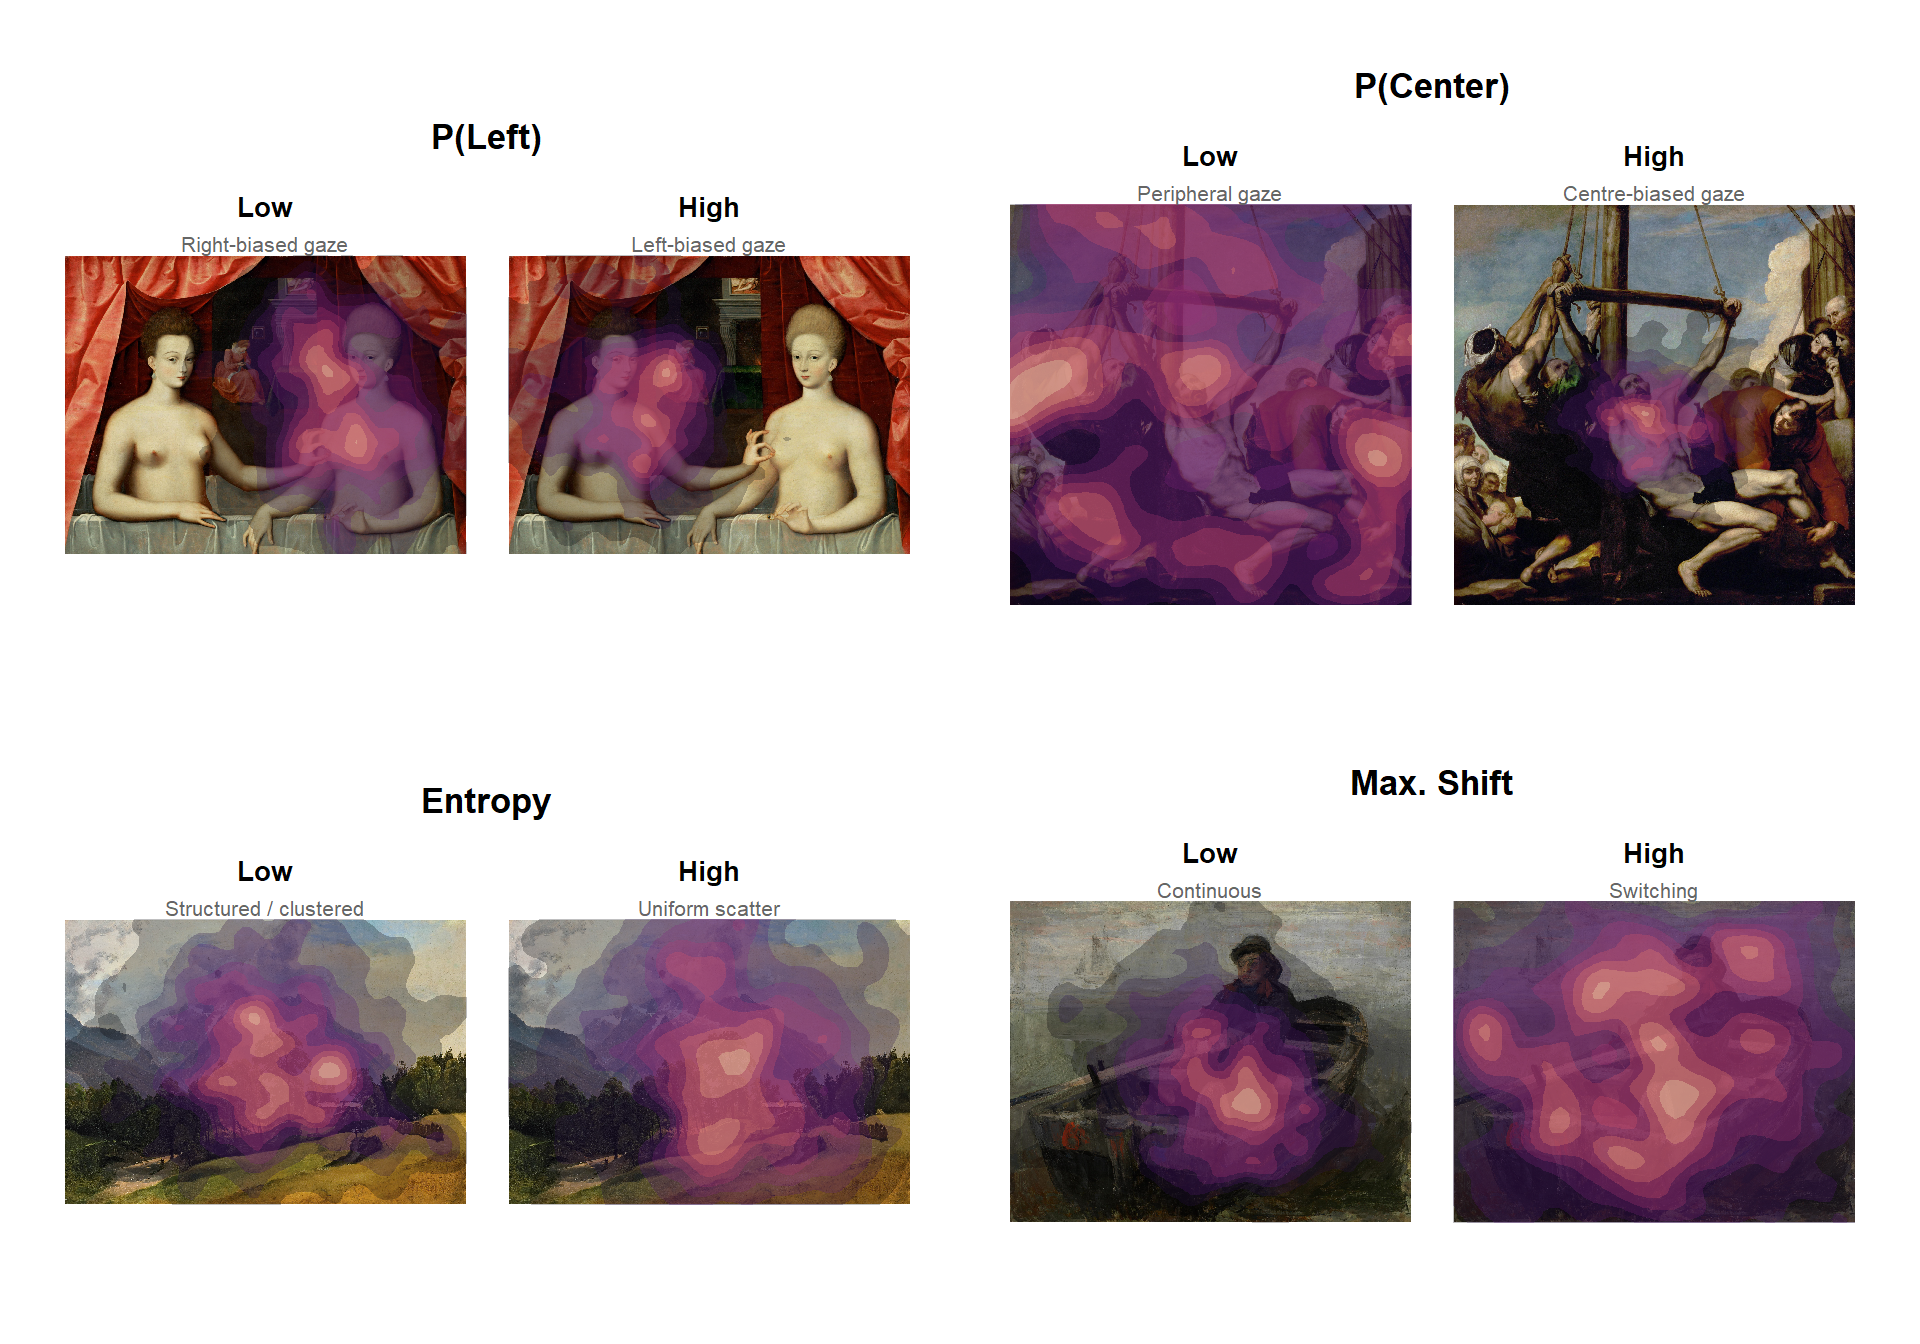 P(Left)
Low
High
Right-biased gaze
Left-biased gaze
P(Center)
Low
High
Peripheral gaze
Centre-biased gaze
Entropy
Low
High
Structured / clustered
Uniform scatter
Max. Shift
Low
High
Continuous
Switching